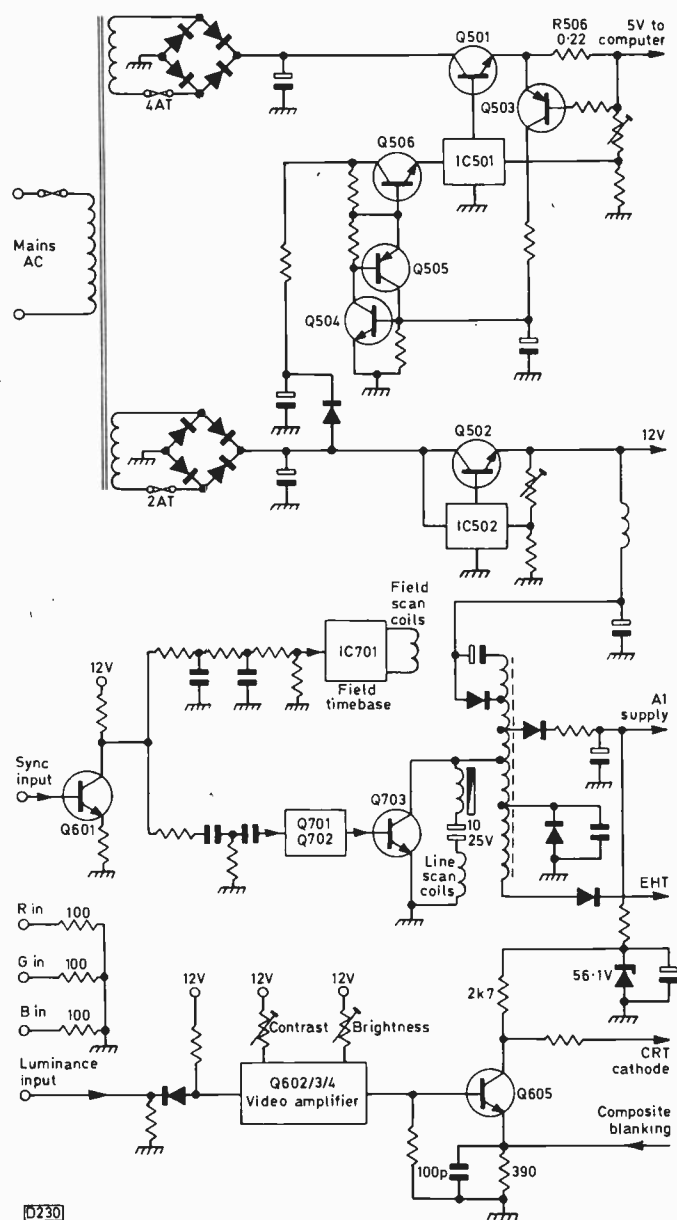 Q501
R506
0·22
5V to
computer
4AT
Q503
Q506
IC501
Mains
AC
Q505
Q504
Q502
12V
2AT
IC502
Field
scan
coils
IC701
12V
Field
timebase
A1
supply
Sync
input
Q703
Q601
Q701
Q702
10
25V
Line
scan
coils
EHT
R in
100
G in
100
56·1V
B in
100
12V
12V
12V
2k7
Contrast
Brightness
CRT
cathode
Luminance
input
Q602/3/4
Video amplifier
Q605
Composite
blanking
100p
390
D230